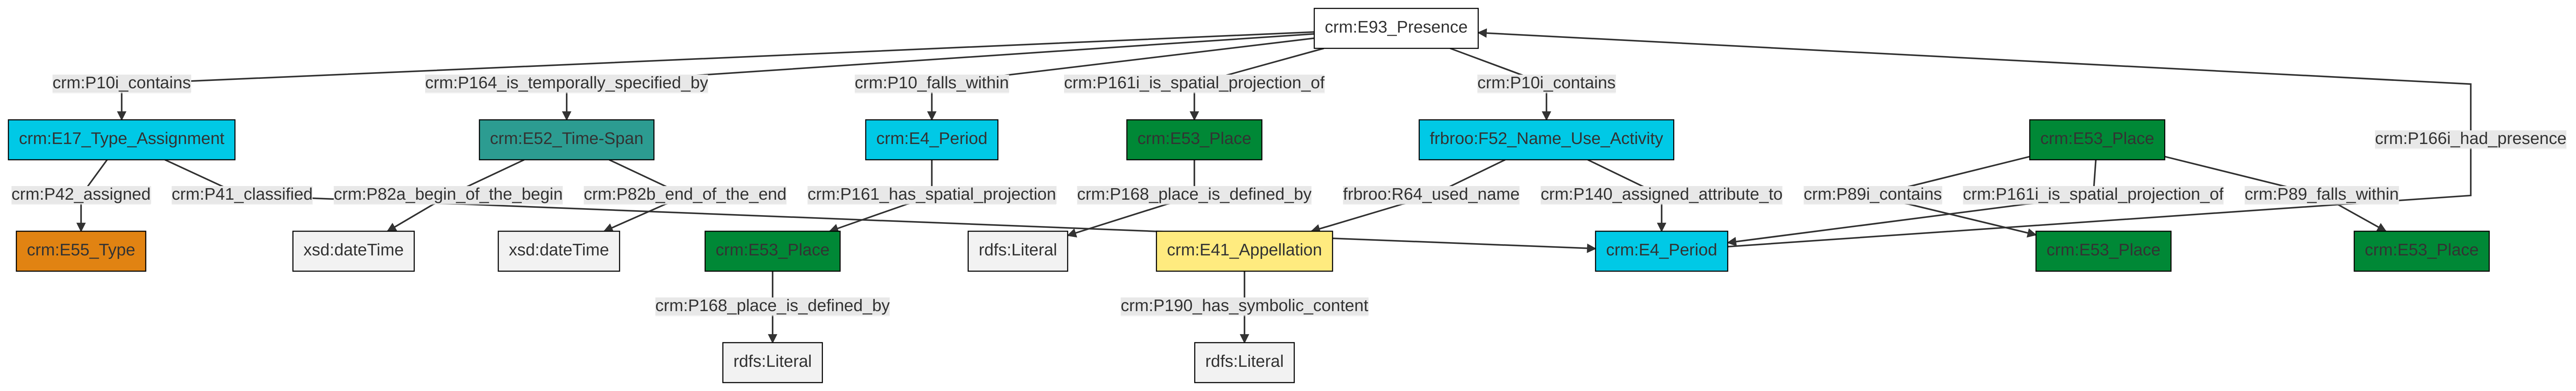 crm:E93_Presence
crm:P10i_contains
crm:P164_is_temporally_specified_by
crm:P10_falls_within
crm:P161i_is_spatial_projection_of
crm:P10i_contains
crm:E17_Type_Assignment
crm:E52_Time-Span
crm:E4_Period
crm:E53_Place
frbroo:F52_Name_Use_Activity
crm:E53_Place
crm:P166i_had_presence
crm:P42_assigned
crm:P41_classified
crm:P82a_begin_of_the_begin
crm:P82b_end_of_the_end
crm:P161_has_spatial_projection
crm:P168_place_is_defined_by
frbroo:R64_used_name
crm:P140_assigned_attribute_to
crm:P89i_contains
crm:P161i_is_spatial_projection_of
crm:P89_falls_within
crm:E55_Type
xsd:dateTime
xsd:dateTime
crm:E53_Place
rdfs:Literal
crm:E41_Appellation
crm:E4_Period
crm:E53_Place
crm:E53_Place
crm:P168_place_is_defined_by
crm:P190_has_symbolic_content
rdfs:Literal
rdfs:Literal